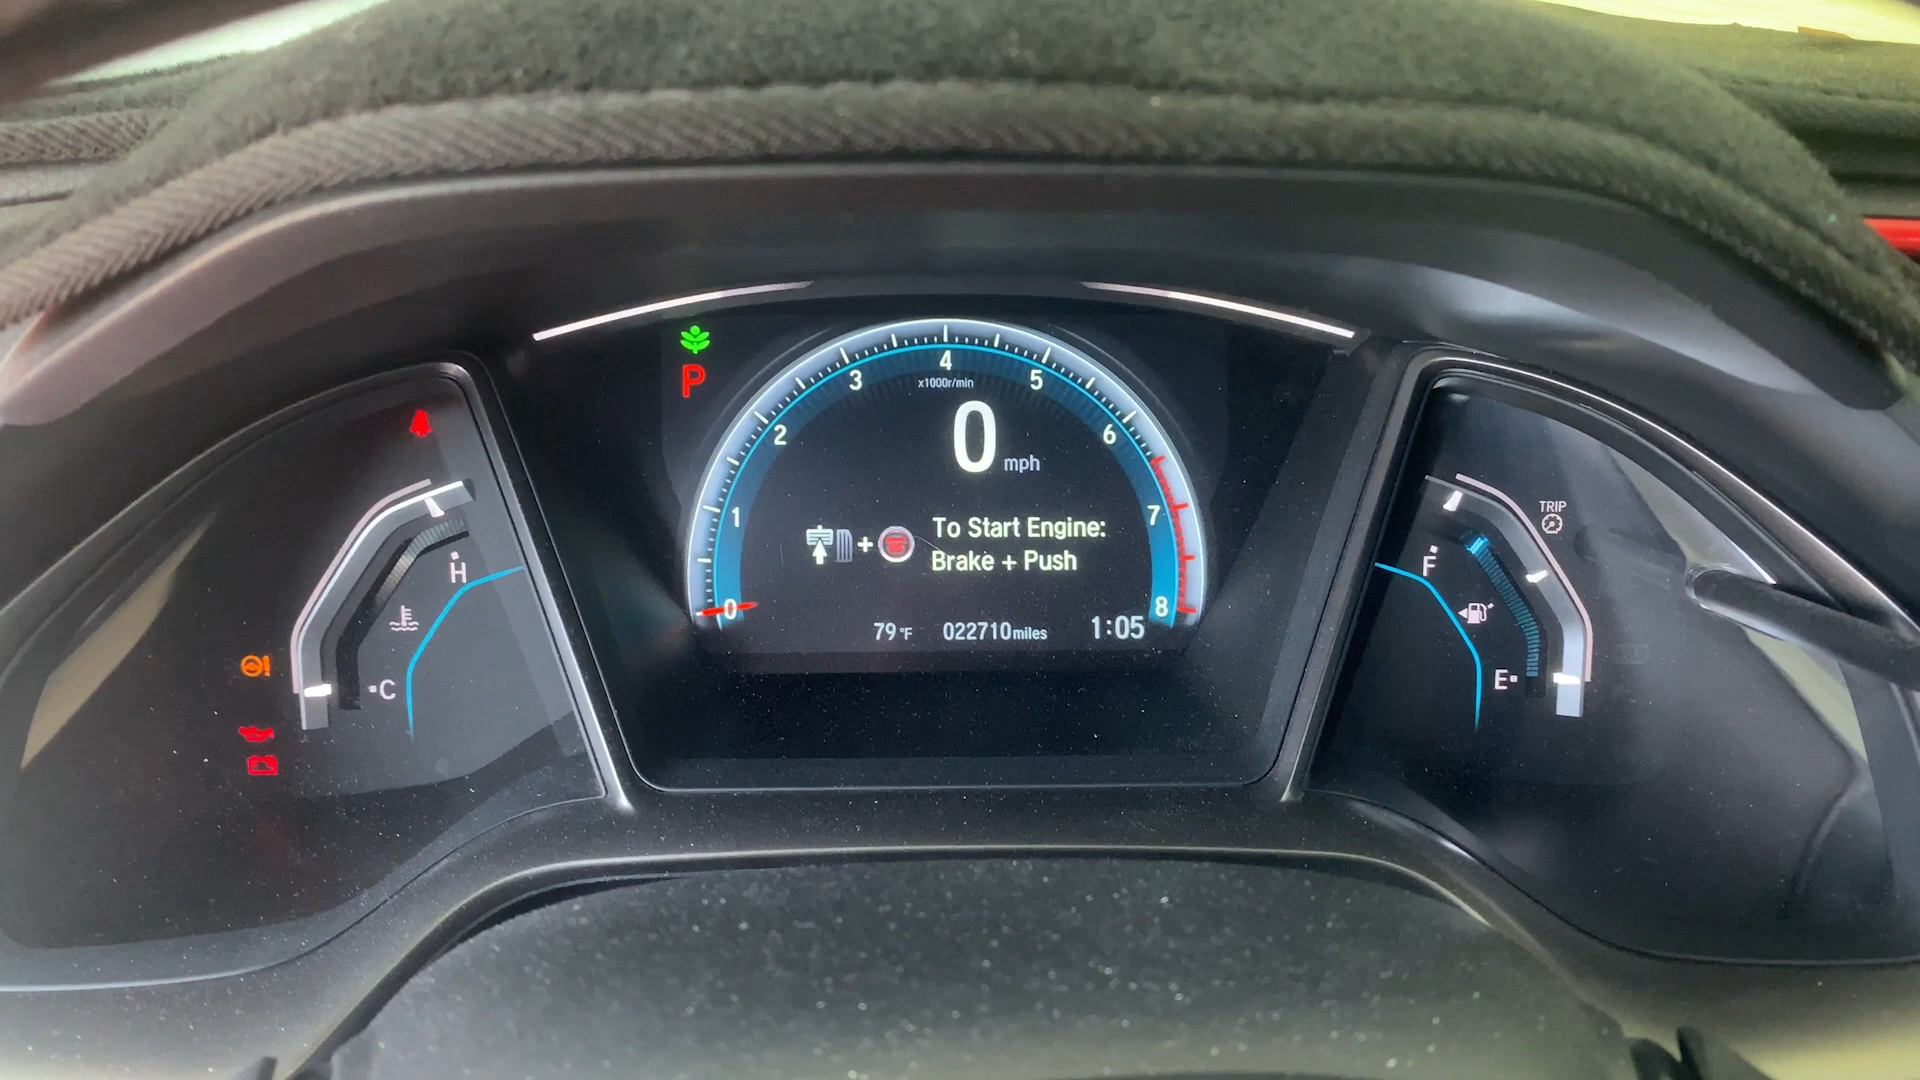 P
4
3
5
x1000r/min
2
6
0
mph
1
7
To Start Engine:
+
Brake + Push
0
8
79°F
022710miles
1:05
H
C
TRIP
F
E